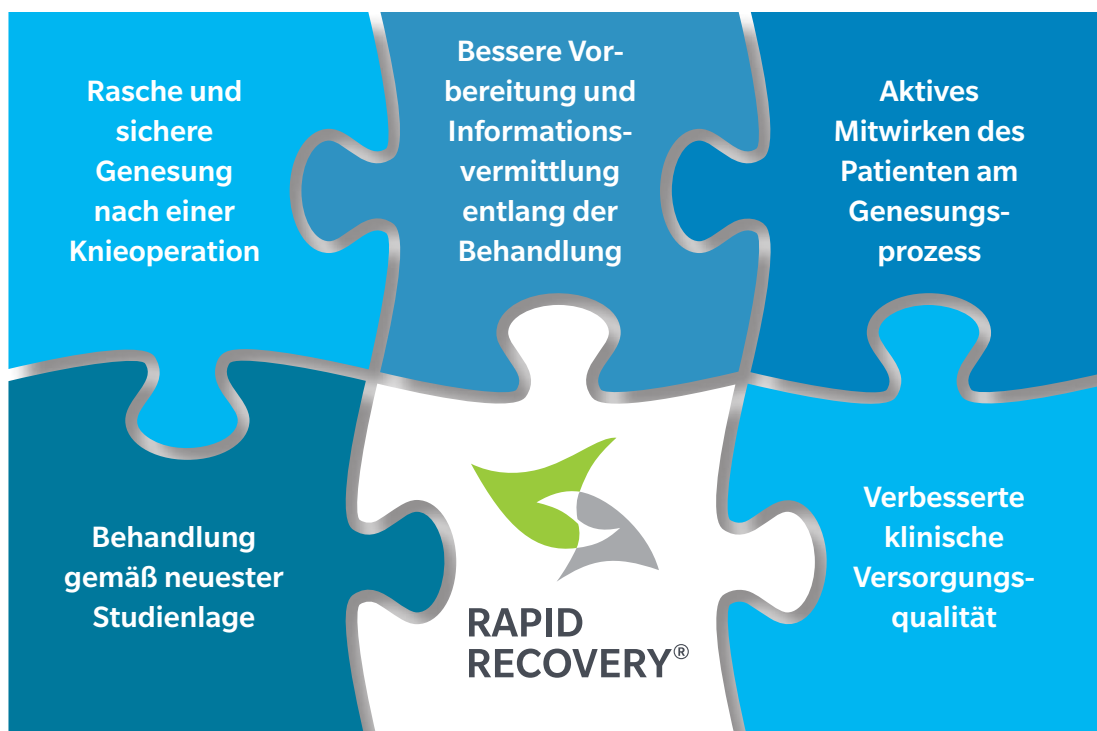 Rasche und
sichere
Genesung
nach einer
Knieoperation
Bessere Vor-
bereitung und
Informations-
vermittlung
entlang der
Behandlung
Aktives
Mitwirken des
Patienten am
Genesungs-
prozess
Behandlung
gemäß neuester
Studienlage
RAPID
RECOVERY®
Verbesserte
klinische
Versorgungs-
qualität